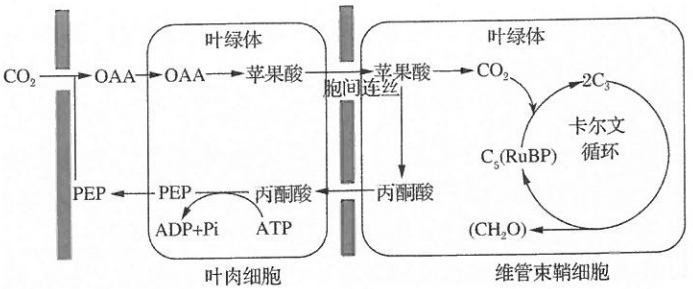 叶绿体
叶绿体
CO₂ OAA OAA 苹果酸 苹果酸 CO₂ 2C₃
胞间连丝
卡尔文
循环
C₅(RuBP)
PEP PEP 丙酮酸 丙酮酸
ADP+Pi ATP (CH₂O)
叶肉细胞
维管束鞘细胞